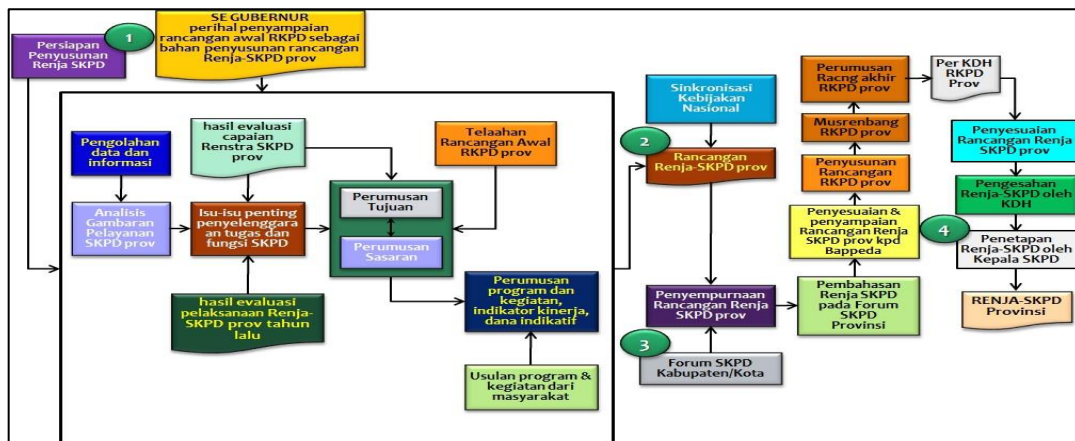 1
Persiapan
Penyusunan
Renja SKPD
SE GUBERNUR
perihal penyampaian
rancangan awal RKPD sebagai
bahan penyusunan rancangan
Renja-SKPD prov
Pengolahan
data dan informasi
hasil evaluasi
capaian
Renstra SKPD
prov
Telaahan
Rancangan Awal
RKPD prov
Analisis
Gambaran
Pelayanan
SKPD prov
Isu-isu penting
penyelenggara
an tugas dan
fungsi SKPD
Perumusan
Tujuan
Perumusan
Sasaran
hasil evaluasi
pelaksanaan Renja-
SKPD prov tahun
lalu
Perumusan
program dan
kegiatan,
indikator kinerja,
dana indikatif
Usulan program &
kegiatan dari
masyarakat
Sinkronisasi
Kebijakan
Nasional
2
Rancangan
Renja-SKPD prov
Penyempurnaan
Rancangan Renja
SKPD prov
3
Forum SKPD
Kabupaten/Kota
Perumusan
Racng akhir
RKPD prov
Musrenbang
RKPD prov
Penyusunan
Rancangan
RKPD prov
Penyesuaian &
penyampaian
Rancangan Renja
SKPD prov kpd
Bappeda
Pembahasan
Renja SKPD
pada Forum
SKPD
Provinsi
Per KDH
RKPD
Prov
Penyesuaian
Rancangan Renja
SKPD prov
Pengesahan
Renja-SKPD oleh
KDH
4
Penetapan
Renja-SKPD oleh
Kepala SKPD
RENJA-SKPD
Provinsi